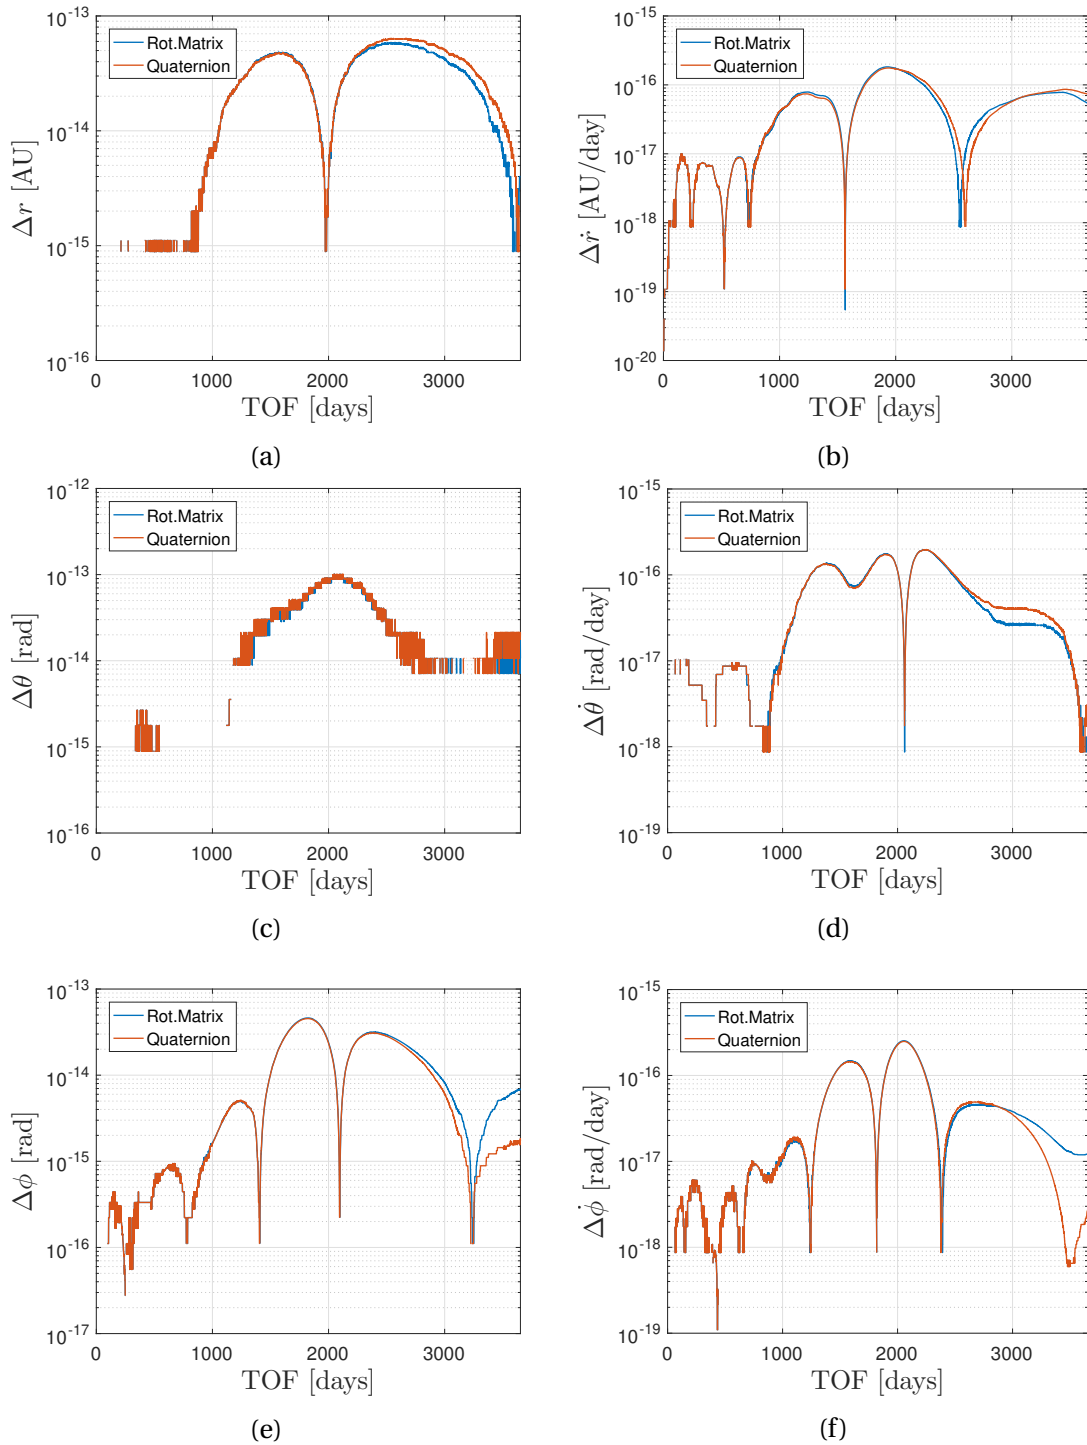 10⁻¹³
10⁻¹⁴
10⁻¹⁵
10⁻¹⁶
Δr [AU]
Rot.Matrix
Quaternion
0 1000 2000 3000
TOF [days]
(a)
10⁻¹⁵
10⁻¹⁶
10⁻¹⁷
10⁻¹⁸
10⁻¹⁹
10⁻²⁰
Δṙ [AU/day]
Rot.Matrix
Quaternion
0 1000 2000 3000
TOF [days]
(b)
10⁻¹²
10⁻¹³
10⁻¹⁴
10⁻¹⁵
10⁻¹⁶
Δθ [rad]
Rot.Matrix
Quaternion
0 1000 2000 3000
TOF [days]
(c)
10⁻¹⁵
10⁻¹⁶
10⁻¹⁷
10⁻¹⁸
10⁻¹⁹
Δθ̇ [rad/day]
Rot.Matrix
Quaternion
0 1000 2000 3000
TOF [days]
(d)
10⁻¹³
10⁻¹⁴
10⁻¹⁵
10⁻¹⁶
10⁻¹⁷
Δϕ [rad]
Rot.Matrix
Quaternion
0 1000 2000 3000
TOF [days]
(e)
10⁻¹⁵
10⁻¹⁶
10⁻¹⁷
10⁻¹⁸
10⁻¹⁹
Δϕ̇ [rad/day]
Rot.Matrix
Quaternion
0 1000 2000 3000
TOF [days]
(f)